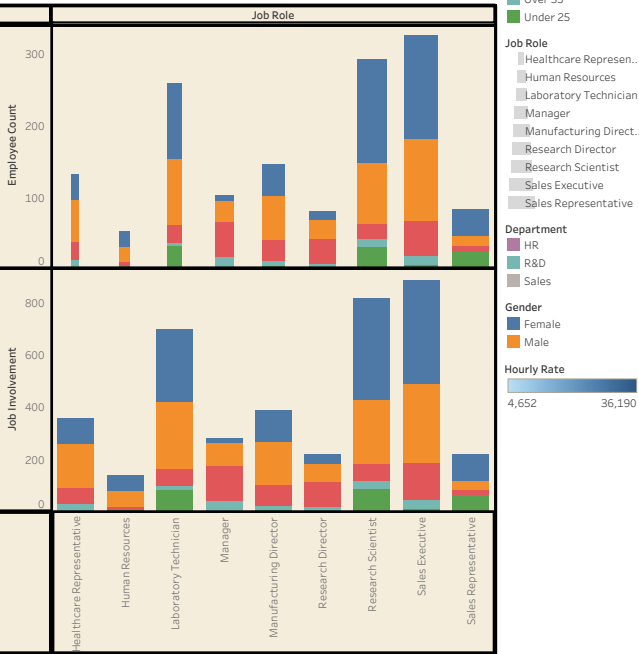 Job Role
Employee Count
300
200
100
0
Job Involvement
800
600
400
200
0
Healthcare Representative
Human Resources
Laboratory Technician
Manager
Manufacturing Director
Research Director
Research Scientist
Sales Executive
Sales Representative
Over 55
Under 25
Job Role
Healthcare Represen..
Human Resources
Laboratory Technician
Manager
Manufacturing Direct..
Research Director
Research Scientist
Sales Executive
Sales Representative
Department
HR
R&D
Sales
Gender
Female
Male
Hourly Rate
4,652 36,190